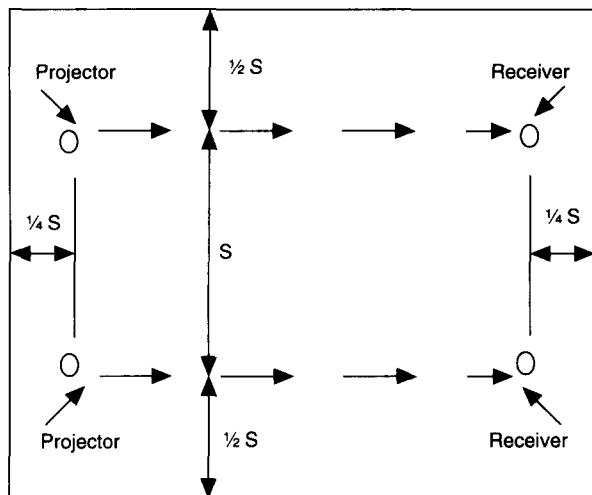 ½ S
Projector
Receiver
¼ S
¼ S
S
Projector
½ S
Receiver